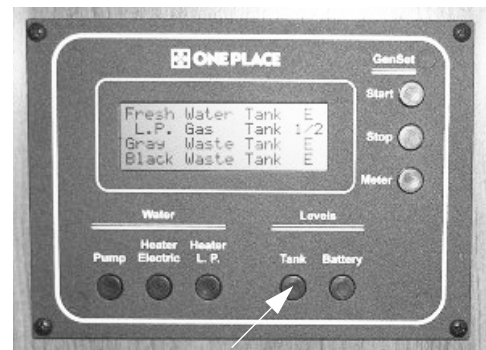 ONE PLACE
GenSet
Start
Fresh Water Tank E
L.P. Gas Tank 1/2
Gray Waste Tank E
Black Waste Tank E
Stop
Meter
Water
Levels
Pump
Heater Electric
Heater L. P.
Tank
Battery